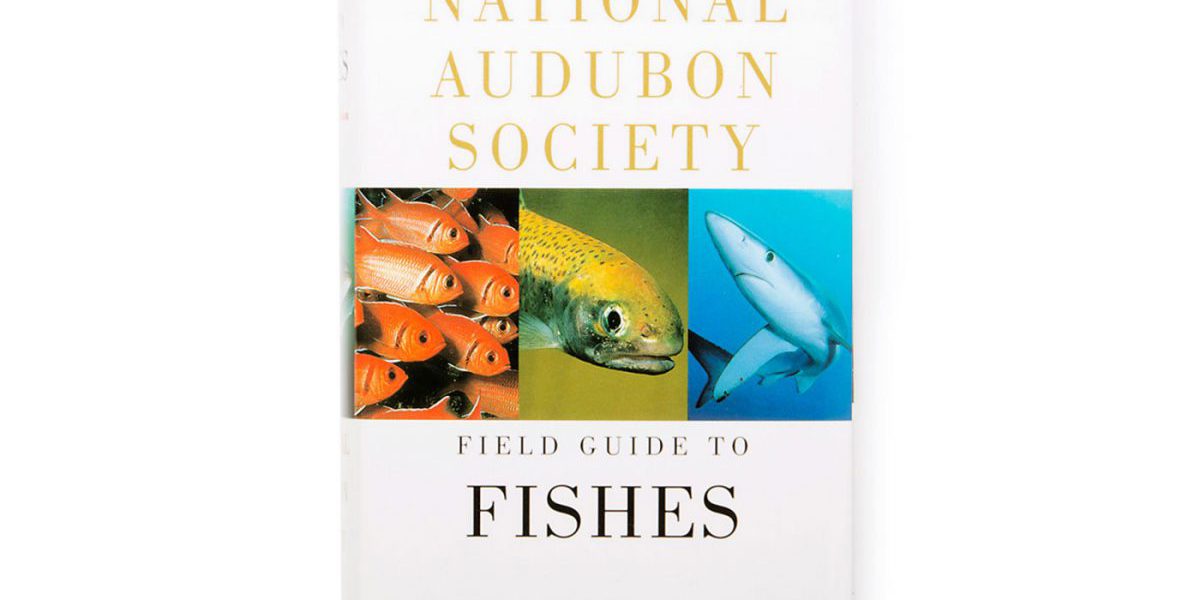 NATIONAL
AUDUBON
SOCIETY
FIELD GUIDE TO
FISHES